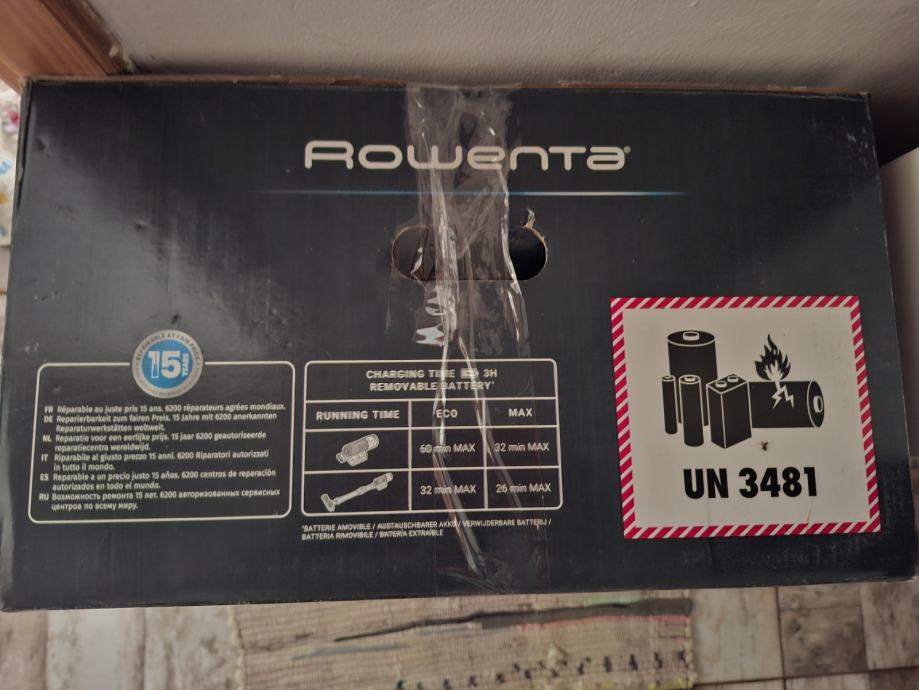 Rowenta
REPAIRABLE AT FAIR PRICE
15 YEARS
FR Réparable au juste prix 15 ans. 6200 réparateurs agrées mondiaux.
DE Reparierbarkeit zum fairen Preis. 15 Jahre mit 6200 anerkannten
Reparaturwerkstätten weltweit.
NL Reparatie voor een eerlijke prijs. 15 jaar 6200 geautoriseerde
reparatiecentra wereldwijd.
IT Riparabile al giusto prezzo 15 anni. 6200 Riparatori autorizzati
in tutto il mondo.
ES Reparable a un precio justo 15 años. 6200 centros de reparación
autorizados en todo el mundo.
RU Возможность ремонта 15 лет. 6200 авторизованных сервисных
центров по всему миру.
CHARGING TIME 3H
REMOVABLE BATTERY*
RUNNING TIME ECO MAX
60 min MAX 32 min MAX
32 min MAX 26 min MAX
*BATTERIE AMOVIBLE / AUSTAUSCHBARER AKKU / VERWIJDERBARE BATTERIJ /
BATTERIA RIMOVIBILE / BATERÍA EXTRAÍBLE
UN 3481